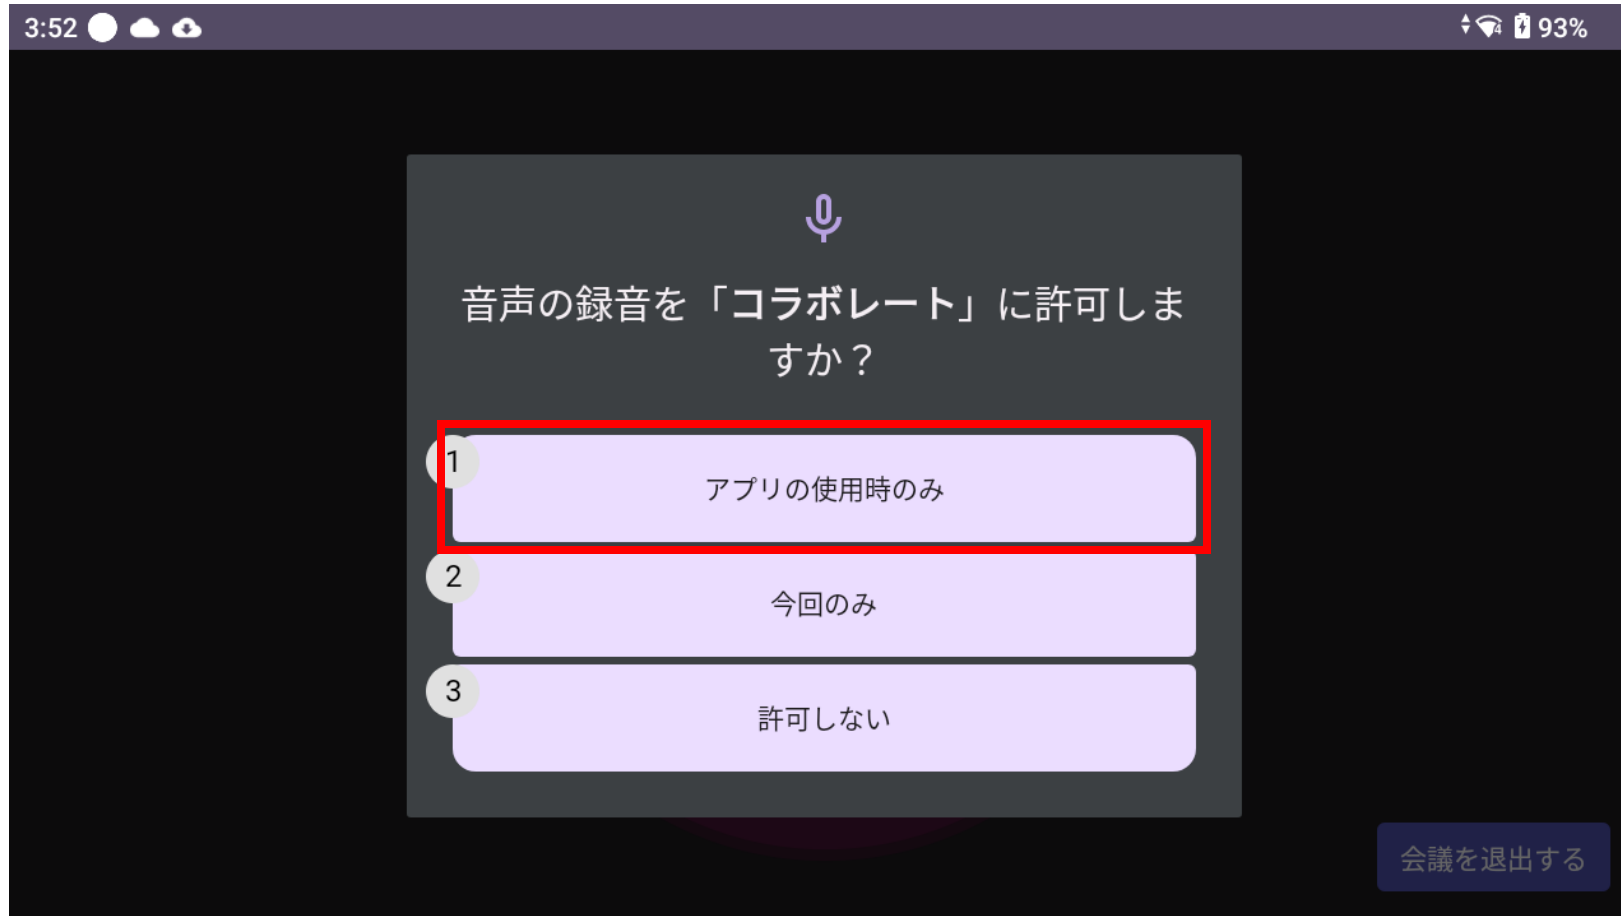 3:52
93%
音声の録音を「コラボレート」に許可しま
すか？
1
アプリの使用時のみ
2
今回のみ
3
許可しない
会議を退出する